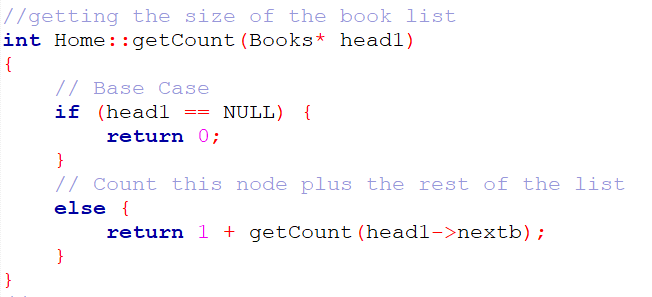 //getting the size of the book list
int Home::getCount(Books* head1)
{
    // Base Case
    if (head1 == NULL) {
        return 0;
    }
    // Count this node plus the rest of the list
    else {
        return 1 + getCount(head1->nextb);
    }
}